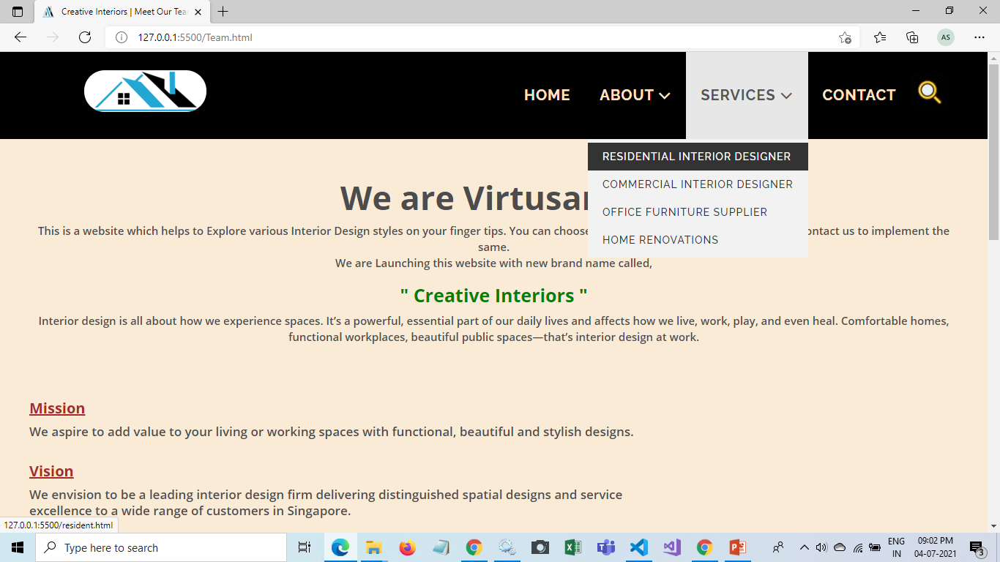 Creative Interiors | Meet Our Tea
127.0.0.1:5500/Team.html
AS
HOME ABOUT SERVICES CONTACT
RESIDENTIAL INTERIOR DESIGNER
COMMERCIAL INTERIOR DESIGNER
OFFICE FURNITURE SUPPLIER
HOME RENOVATIONS
We are Virtusa
This is a website which helps to Explore various Interior Design styles on your finger tips. You can choose ontact us to implement the
same.
We are Launching this website with new brand name called,
" Creative Interiors "
Interior design is all about how we experience spaces. It’s a powerful, essential part of our daily lives and affects how we live, work, play, and even heal. Comfortable homes,
functional workplaces, beautiful public spaces—that’s interior design at work.
Mission
We aspire to add value to your living or working spaces with functional, beautiful and stylish designs.
Vision
We envision to be a leading interior design firm delivering distinguished spatial designs and service
excellence to a wide range of customers in Singapore.
127.0.0.1:5500/resident.html
Type here to search
ENG
IN
09:02 PM
04-07-2021
3